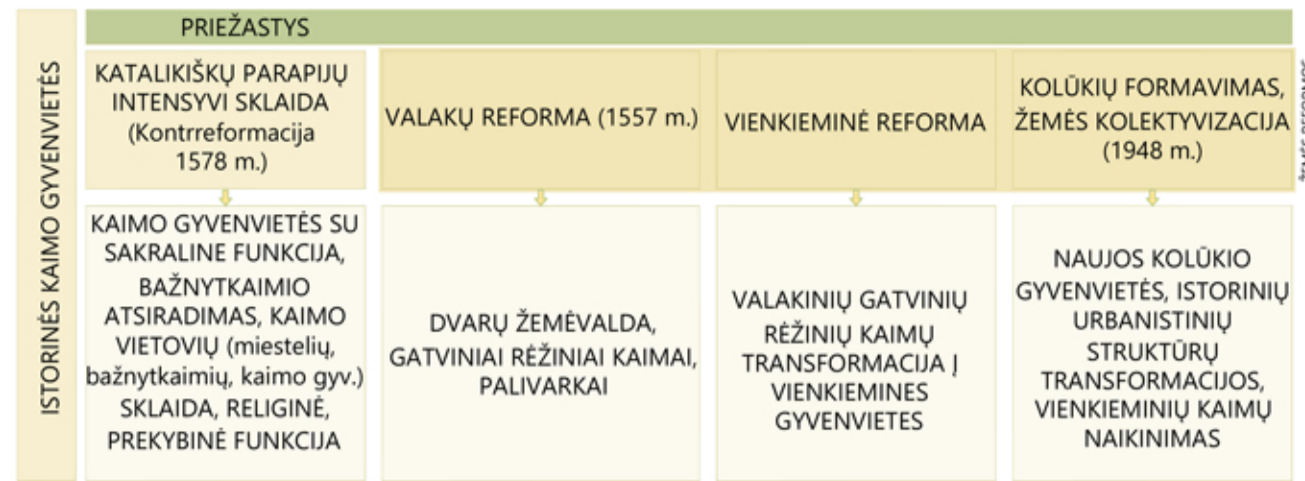 ISTORINĖS KAIMO GYVENVIETĖS
PRIEŽASTYS
KATALIKIŠKŲ PARAPIJŲ
INTENSYVI SKLAIDA
(Kontrreformacija
1578 m.)
VALAKŲ REFORMA (1557 m.)
VIENKIEMINĖ REFORMA
KOLŪKIŲ FORMAVIMAS,
ŽEMĖS KOLEKTYVIZACIJA
(1948 m.)
KAIMO GYVENVIETĖS SU
SAKRALINE FUNKCIJA,
BAŽNYTKAIMIO
ATSIRADIMAS, KAIMO
VIETOVIŲ (miestelių,
bažnytkaimių, kaimo gyv.)
SKLAIDA, RELIGINĖ,
PREKYBINĖ FUNKCIJA
DVARŲ ŽEMĖVALDA,
GATVINIAI RĖŽINIAI KAIMAI,
PALIVARKAI
VALAKINIŲ GATVINIŲ
RĖŽINIŲ KAIMŲ
TRANSFORMACIJA Į
VIENKIEMINES
GYVENVIETES
NAUJOS KOLŪKIO
GYVENVIETĖS, ISTORINIŲ
URBANISTINIŲ
STRUKTŪRŲ
TRANSFORMACIJOS,
VIENKIEMINIŲ KAIMŲ
NAIKINIMAS